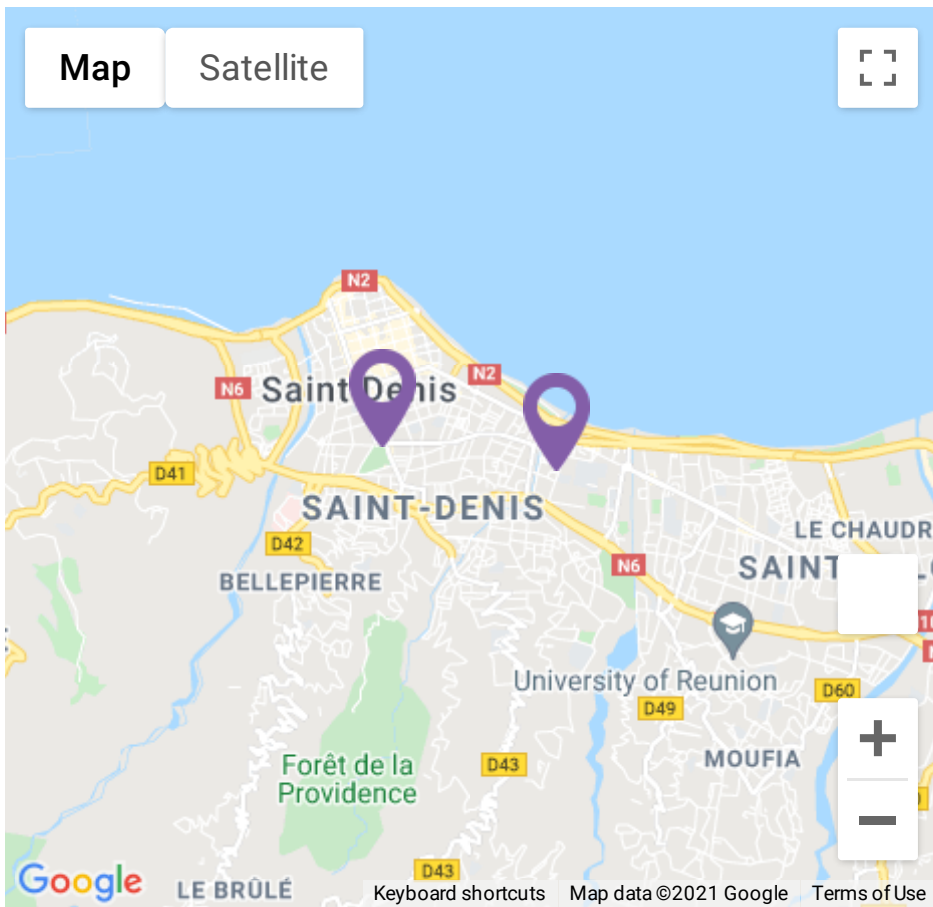 Map Satellite
N2
N6 Saint-Denis N2
D41
SAINT-DENIS
LE CHAUDR
D42
N6
SAINT
BELLEPIERRE
University of Reunion
D60
D49
MOUFIA
Forêt de la
Providence
D43
D43
Google
LE BRÛLÉ
Keyboard shortcuts Map data ©2021 Google Terms of Use